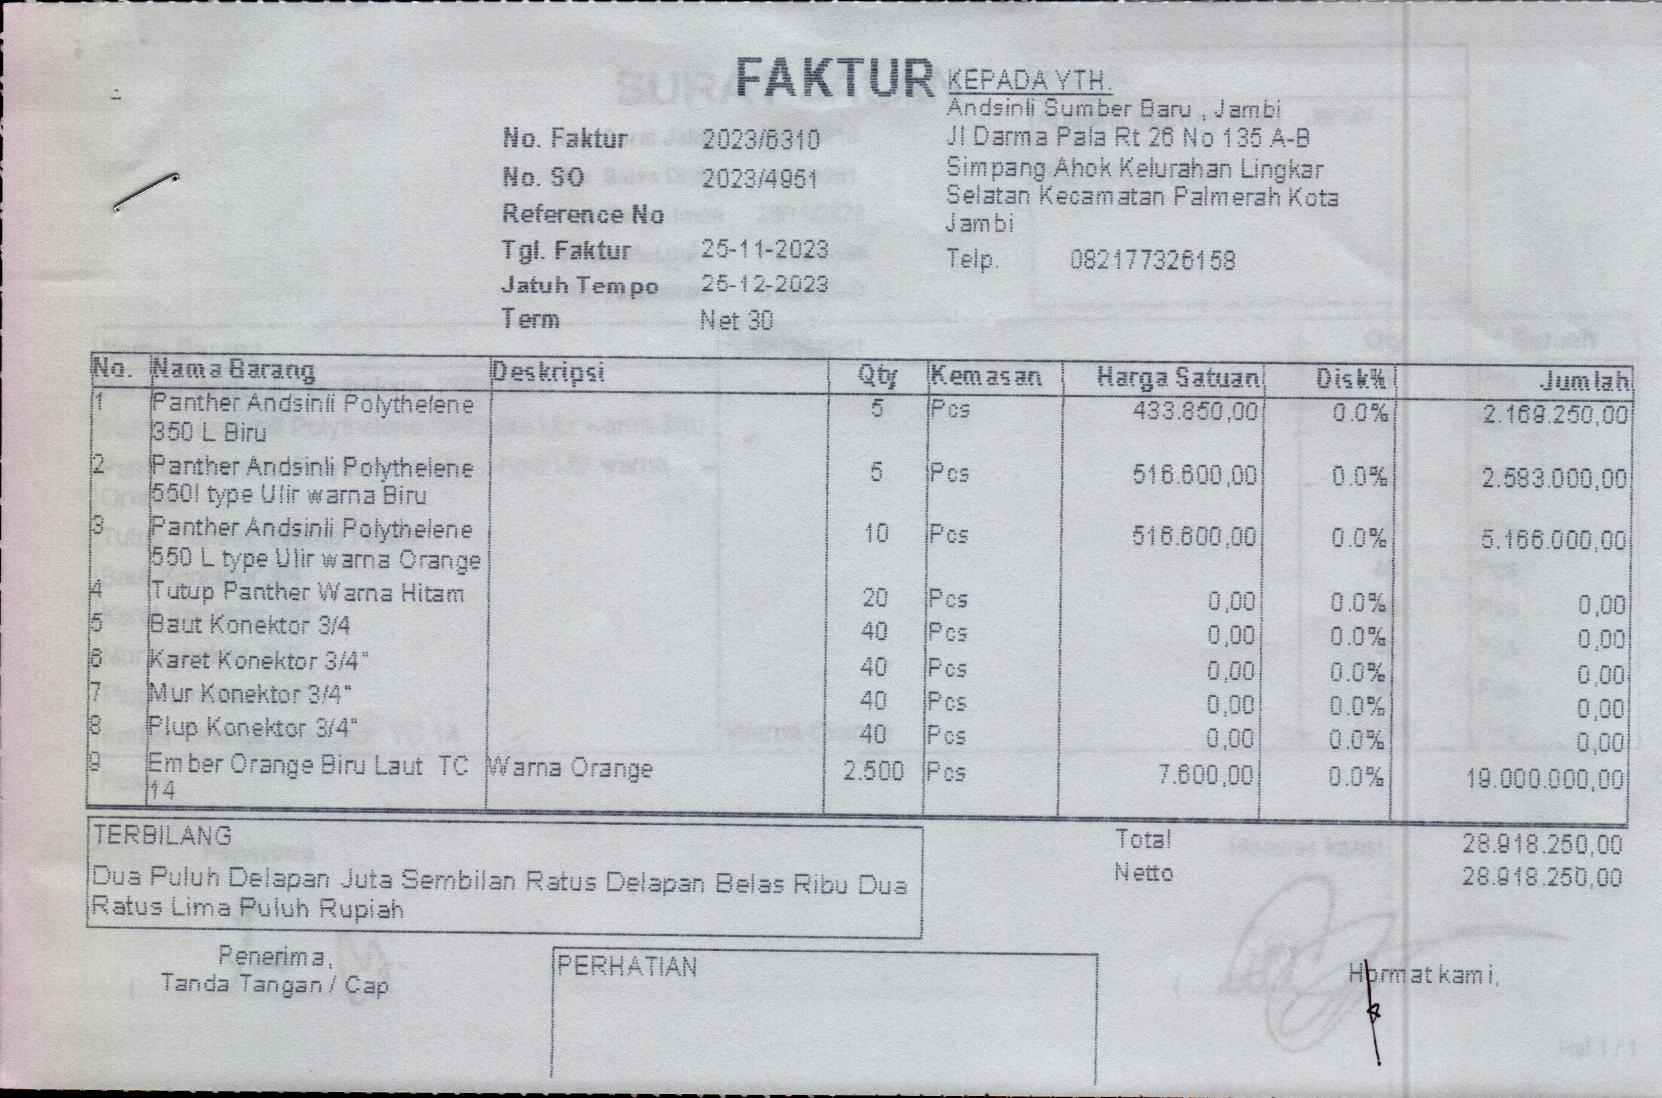 FAKTUR
No. Faktur 2023/6310
No. SO 2023/4951
Reference No
Tgl. Faktur 25-11-2023
Jatuh Tempo 25-12-2023
Term Net 30
KEPADA YTH.
Andsinli Sumber Baru , Jambi
Jl Darma Pala Rt 26 No 135 A-B
Simpang Ahok Kelurahan Lingkar
Selatan Kecamatan Palmerah Kota
Jambi
Telp. 082177326158
No. Nama Barang Deskripsi Qty Kemasan Harga Satuan Disk% Jumlah
1 Panther Andsinli Polythelene 5 Pcs 433.850,00 0.0% 2.169.250,00
350 L Biru
2 Panther Andsinli Polythelene 5 Pcs 516.600,00 0.0% 2.583.000,00
550l type Ulir warna Biru
3 Panther Andsinli Polythelene 10 Pcs 516.600,00 0.0% 5.166.000,00
550 L type Ulir warna Orange
4 Tutup Panther Warna Hitam 20 Pcs 0,00 0.0% 0,00
5 Baut Konektor 3/4 40 Pcs 0,00 0.0% 0,00
6 Karet Konektor 3/4" 40 Pcs 0,00 0.0% 0,00
7 Mur Konektor 3/4" 40 Pcs 0,00 0.0% 0,00
8 Plup Konektor 3/4" 40 Pcs 0,00 0.0% 0,00
9 Ember Orange Biru Laut TC Warna Orange 2.500 Pcs 7.600,00 0.0% 19.000.000,00
14
TERBILANG
Dua Puluh Delapan Juta Sembilan Ratus Delapan Belas Ribu Dua
Ratus Lima Puluh Rupiah
Total 28.918.250,00
Netto 28.918.250,00
Penerima,
Tanda Tangan / Cap
PERHATIAN
Hormat kami,
Hal 1 / 1